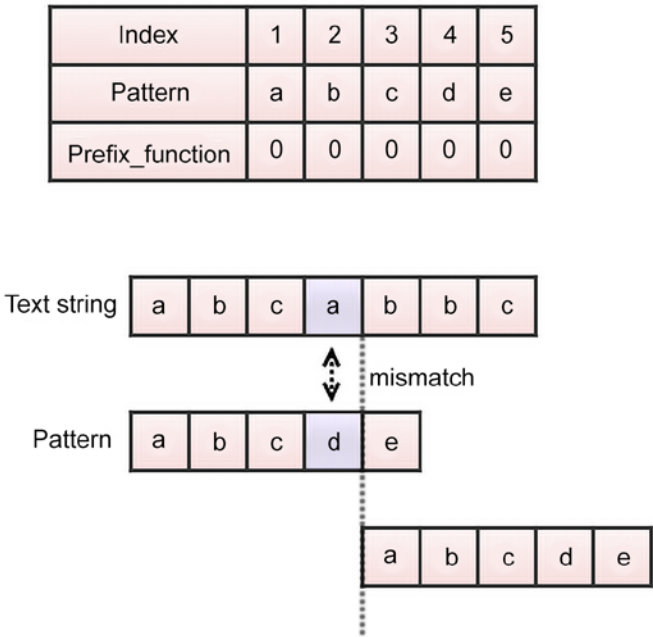 Index 1 2 3 4 5
Pattern a b c d e
Prefix_function 0 0 0 0 0
Text string a b c a b b c
mismatch
Pattern a b c d e
a b c d e